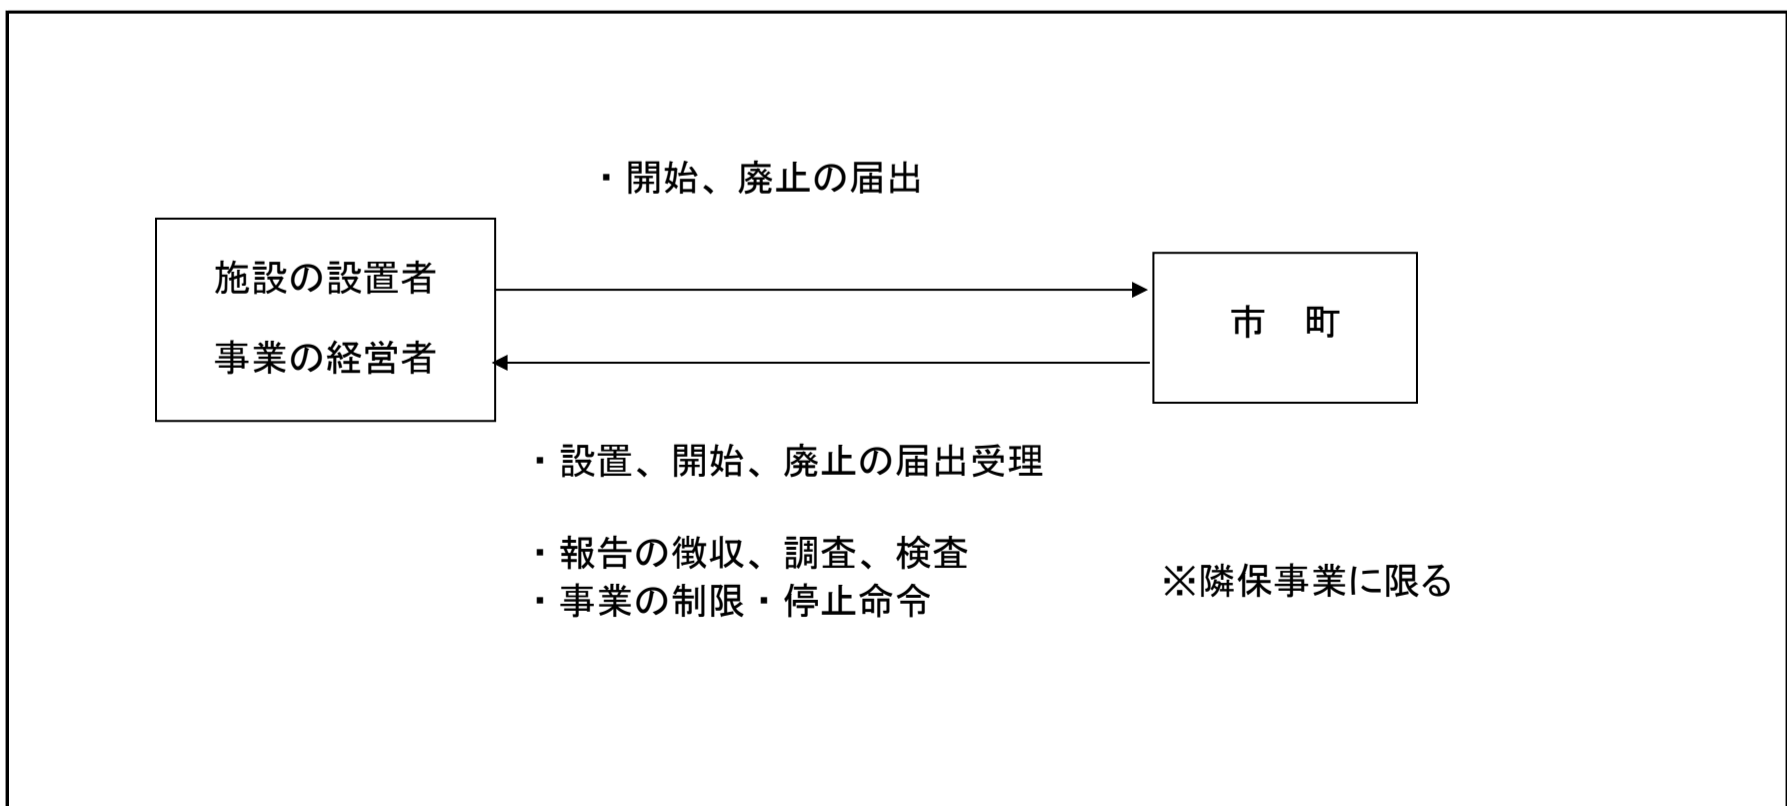 ・開始、廃止の届出
施設の設置者
事業の経営者
市　町
・設置、開始、廃止の届出受理
・報告の徴収、調査、検査
・事業の制限・停止命令
※隣保事業に限る